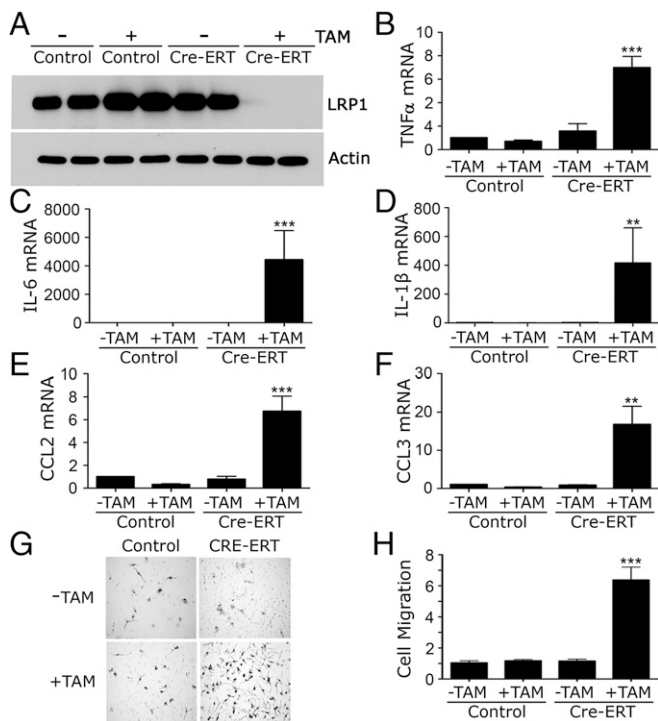 A
− + − + TAM
Control Control Cre-ERT Cre-ERT
LRP1
Actin
B
TNFα mRNA
8
6
4
2
0
***
-TAM +TAM -TAM +TAM
Control Cre-ERT
C
IL-6 mRNA
8000
6000
4000
2000
0
***
-TAM +TAM -TAM +TAM
Control Cre-ERT
D
IL-1β mRNA
800
600
400
200
0
**
-TAM +TAM -TAM +TAM
Control Cre-ERT
E
CCL2 mRNA
10
8
6
4
2
0
***
-TAM +TAM -TAM +TAM
Control Cre-ERT
F
CCL3 mRNA
30
20
10
0
**
-TAM +TAM -TAM +TAM
Control Cre-ERT
G
Control CRE-ERT
-TAM
+TAM
H
Cell Migration
8
6
4
2
0
***
-TAM +TAM -TAM +TAM
Control Cre-ERT